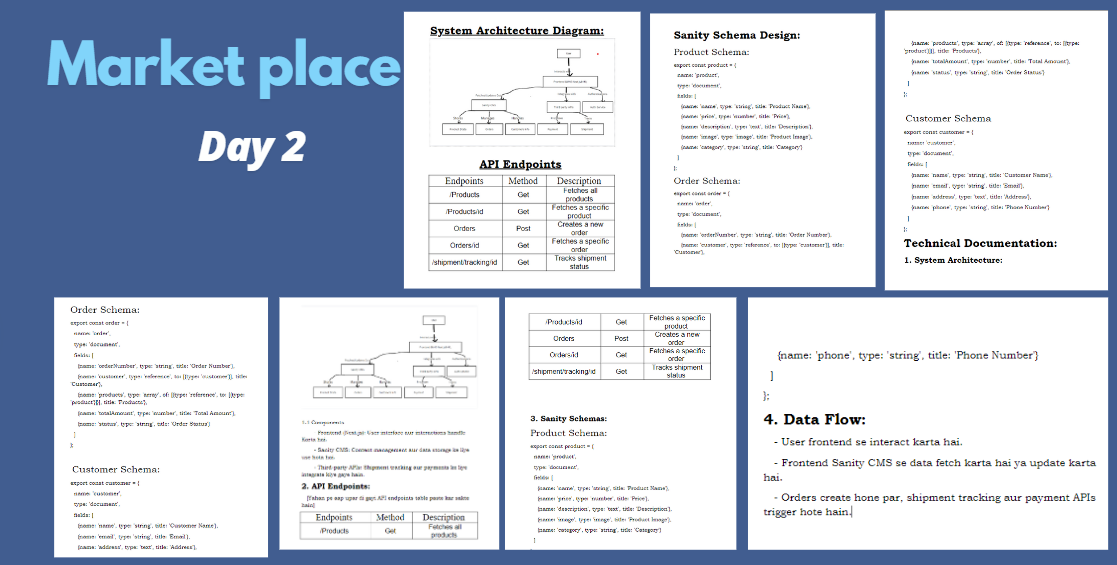 Market place
Day 2
System Architecture Diagram:
API Endpoints
Endpoints Method Description
/Products Get Fetches all products
/Products/id Get Fetches a specific product
Orders Post Creates a new order
Orders/id Get Fetches a specific order
/shipment/tracking/id Get Tracks shipment status
Sanity Schema Design:
Product Schema:
export const product = {
name: 'product',
type: 'document',
fields: [
{name: 'name', type: 'string', title: 'Product Name'},
{name: 'price', type: 'number', title: 'Price'},
{name: 'description', type: 'text', title: 'Description'},
{name: 'image', type: 'image', title: 'Product Image'},
{name: 'category', type: 'string', title: 'Category'}
]
};
Order Schema:
export const order = {
name: 'order',
type: 'document',
fields: [
{name: 'orderNumber', type: 'string', title: 'Order Number'},
{name: 'customer', type: 'reference', to: [{type: 'customer'}], title:
'Customer'},
{name: 'products', type: 'array', of: [{type: 'reference', to: [{type:
'product'}]}], title: 'Products'},
{name: 'totalAmount', type: 'number', title: 'Total Amount'},
{name: 'status', type: 'string', title: 'Order Status'}
]
};
Customer Schema
export const customer = {
name: 'customer',
type: 'document',
fields: [
{name: 'name', type: 'string', title: 'Customer Name'},
{name: 'email', type: 'string', title: 'Email'},
{name: 'address', type: 'text', title: 'Address'},
{name: 'phone', type: 'string', title: 'Phone Number'}
]
};
Technical Documentation:
1. System Architecture:
Order Schema:
export const order = {
name: 'order',
type: 'document',
fields: [
{name: 'orderNumber', type: 'string', title: 'Order Number'},
{name: 'customer', type: 'reference', to: [{type: 'customer'}], title:
'Customer'},
{name: 'products', type: 'array', of: [{type: 'reference', to: [{type:
'product'}]}], title: 'Products'},
{name: 'totalAmount', type: 'number', title: 'Total Amount'},
{name: 'status', type: 'string', title: 'Order Status'}
]
};
Customer Schema:
export const customer = {
name: 'customer',
type: 'document',
fields: [
{name: 'name', type: 'string', title: 'Customer Name'},
{name: 'email', type: 'string', title: 'Email'},
{name: 'address', type: 'text', title: 'Address'},
Components
- Frontend (Next.js): User interface aur interactions handle
karta hai.
- Sanity CMS: Content management aur data storage ke liye
use hota hai.
- Third-party APIs: Shipment tracking aur payments ke liye
integrate kiye gaye hain.
2. API Endpoints:
[Yahan pe aap upar di gayi API endpoints table paste kar sakte
hain]
Endpoints Method Description
/Products Get Fetches all products
/Products/id Get Fetches a specific product
Orders Post Creates a new order
Orders/id Get Fetches a specific order
/shipment/tracking/id Get Tracks shipment status
3. Sanity Schemas:
Product Schema:
export const product = {
name: 'product',
type: 'document',
fields: [
{name: 'name', type: 'string', title: 'Product Name'},
{name: 'price', type: 'number', title: 'Price'},
{name: 'description', type: 'text', title: 'Description'},
{name: 'image', type: 'image', title: 'Product Image'},
{name: 'category', type: 'string', title: 'Category'}
]
{name: 'phone', type: 'string', title: 'Phone Number'}
]
};
4. Data Flow:
- User frontend se interact karta hai.
- Frontend Sanity CMS se data fetch karta hai ya update karta
hai.
- Orders create hone par, shipment tracking aur payment APIs
trigger hote hain.